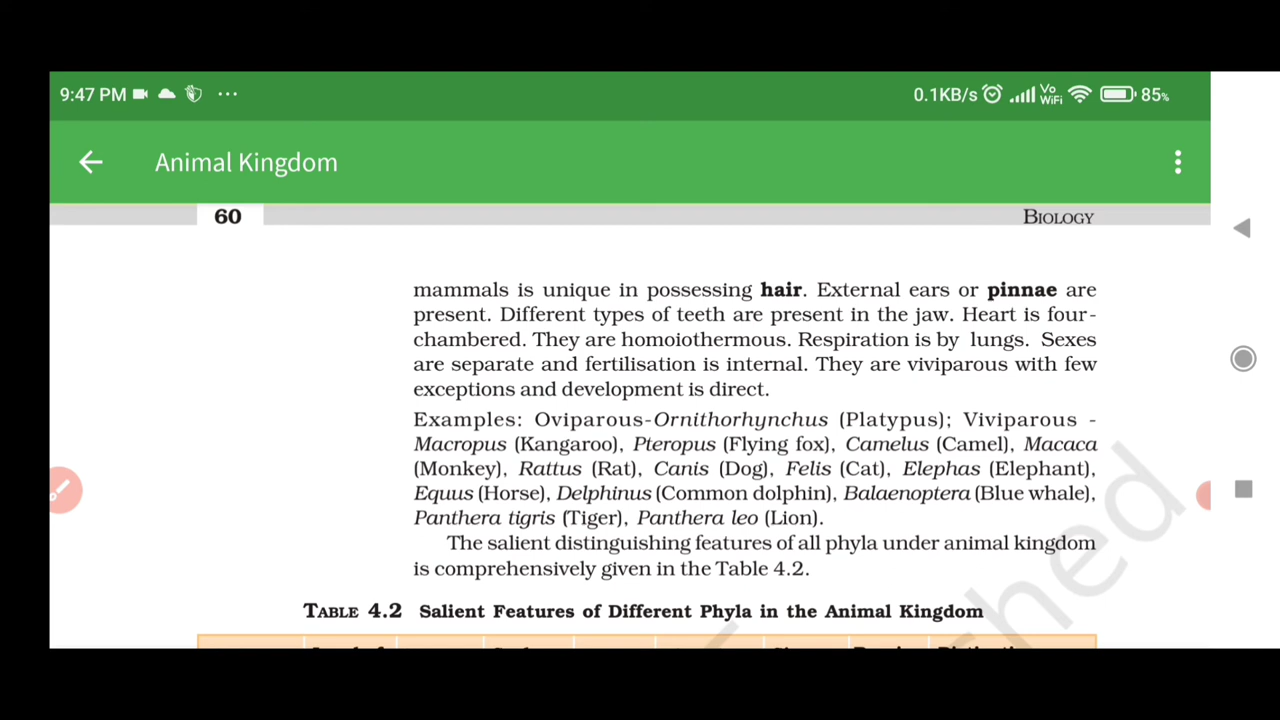 9:47 PM ... 0.1KB/s Vo WiFi 85%
Animal Kingdom
60 BIOLOGY
mammals is unique in possessing hair. External ears or pinnae are
present. Different types of teeth are present in the jaw. Heart is four-
chambered. They are homoiothermous. Respiration is by lungs. Sexes
are separate and fertilisation is internal. They are viviparous with few
exceptions and development is direct.
Examples: Oviparous-Ornithorhynchus (Platypus); Viviparous -
Macropus (Kangaroo), Pteropus (Flying fox), Camelus (Camel), Macaca
(Monkey), Rattus (Rat), Canis (Dog), Felis (Cat), Elephas (Elephant),
Equus (Horse), Delphinus (Common dolphin), Balaenoptera (Blue whale),
Panthera tigris (Tiger), Panthera leo (Lion).
The salient distinguishing features of all phyla under animal kingdom
is comprehensively given in the Table 4.2.
TABLE 4.2 Salient Features of Different Phyla in the Animal Kingdom